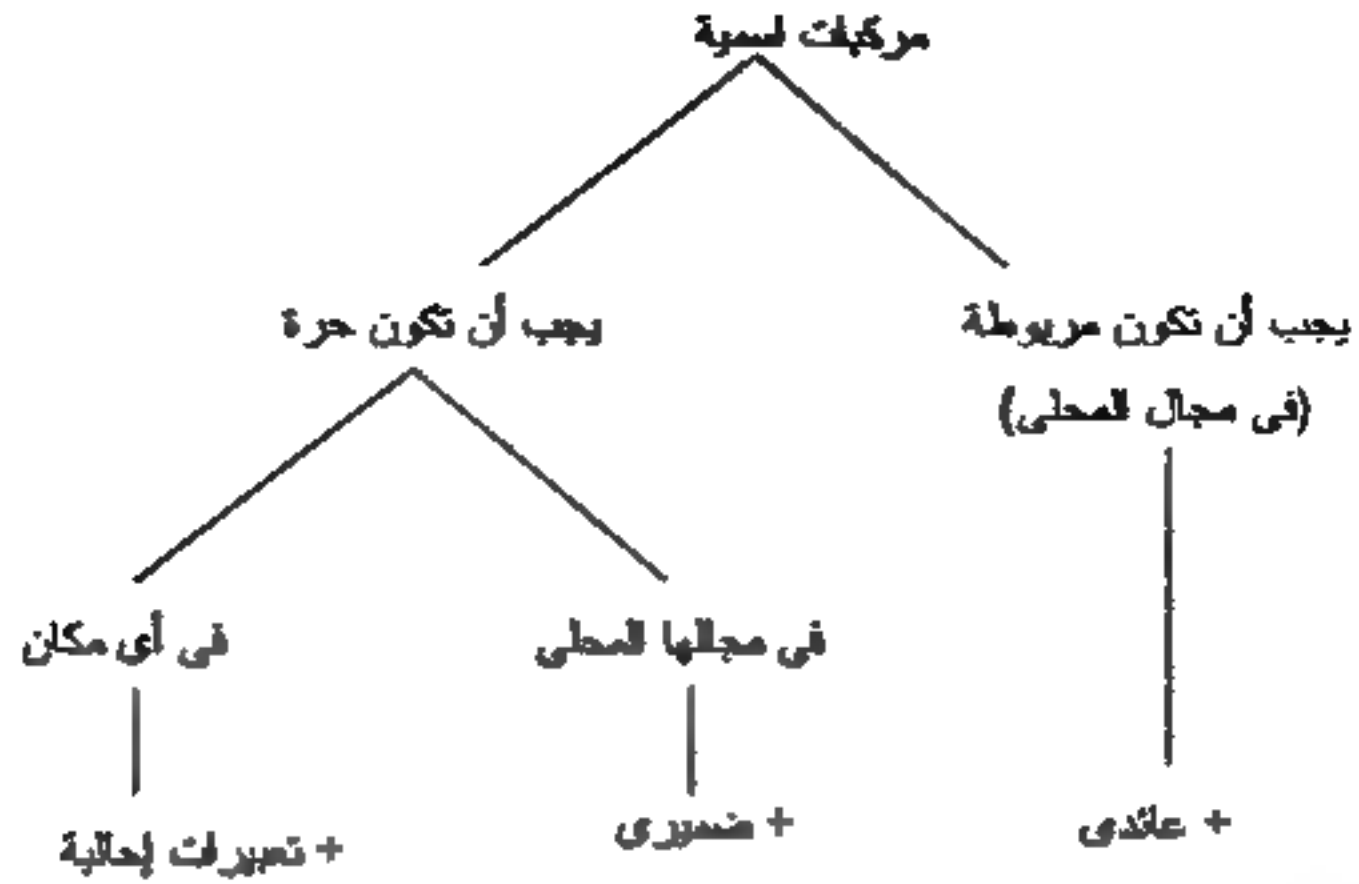 مركبات اسمية
يجب أن تكون مربوطة
(فى مجال المحلى)
يجب أن تكون حرة
فى مجالها المحلى
فى أى مكان
+ عائدى
+ ضميرى
+ تعبيرات إحالية